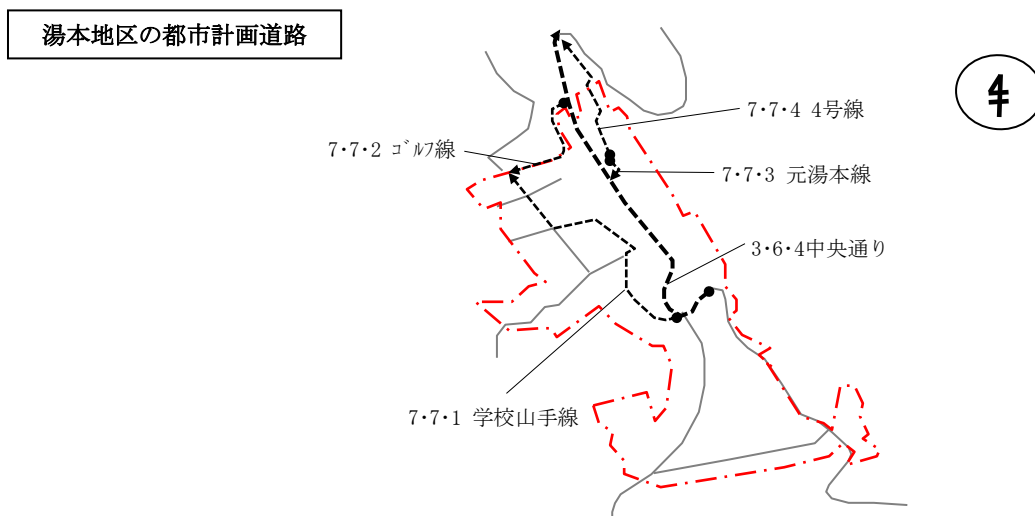 湯本地区の都市計画道路
7・7・4 4号線
7・7・2 ｺﾞﾙﾌ線
7・7・3 元湯本線
3・6・4中央通り
7・7・1 学校山手線